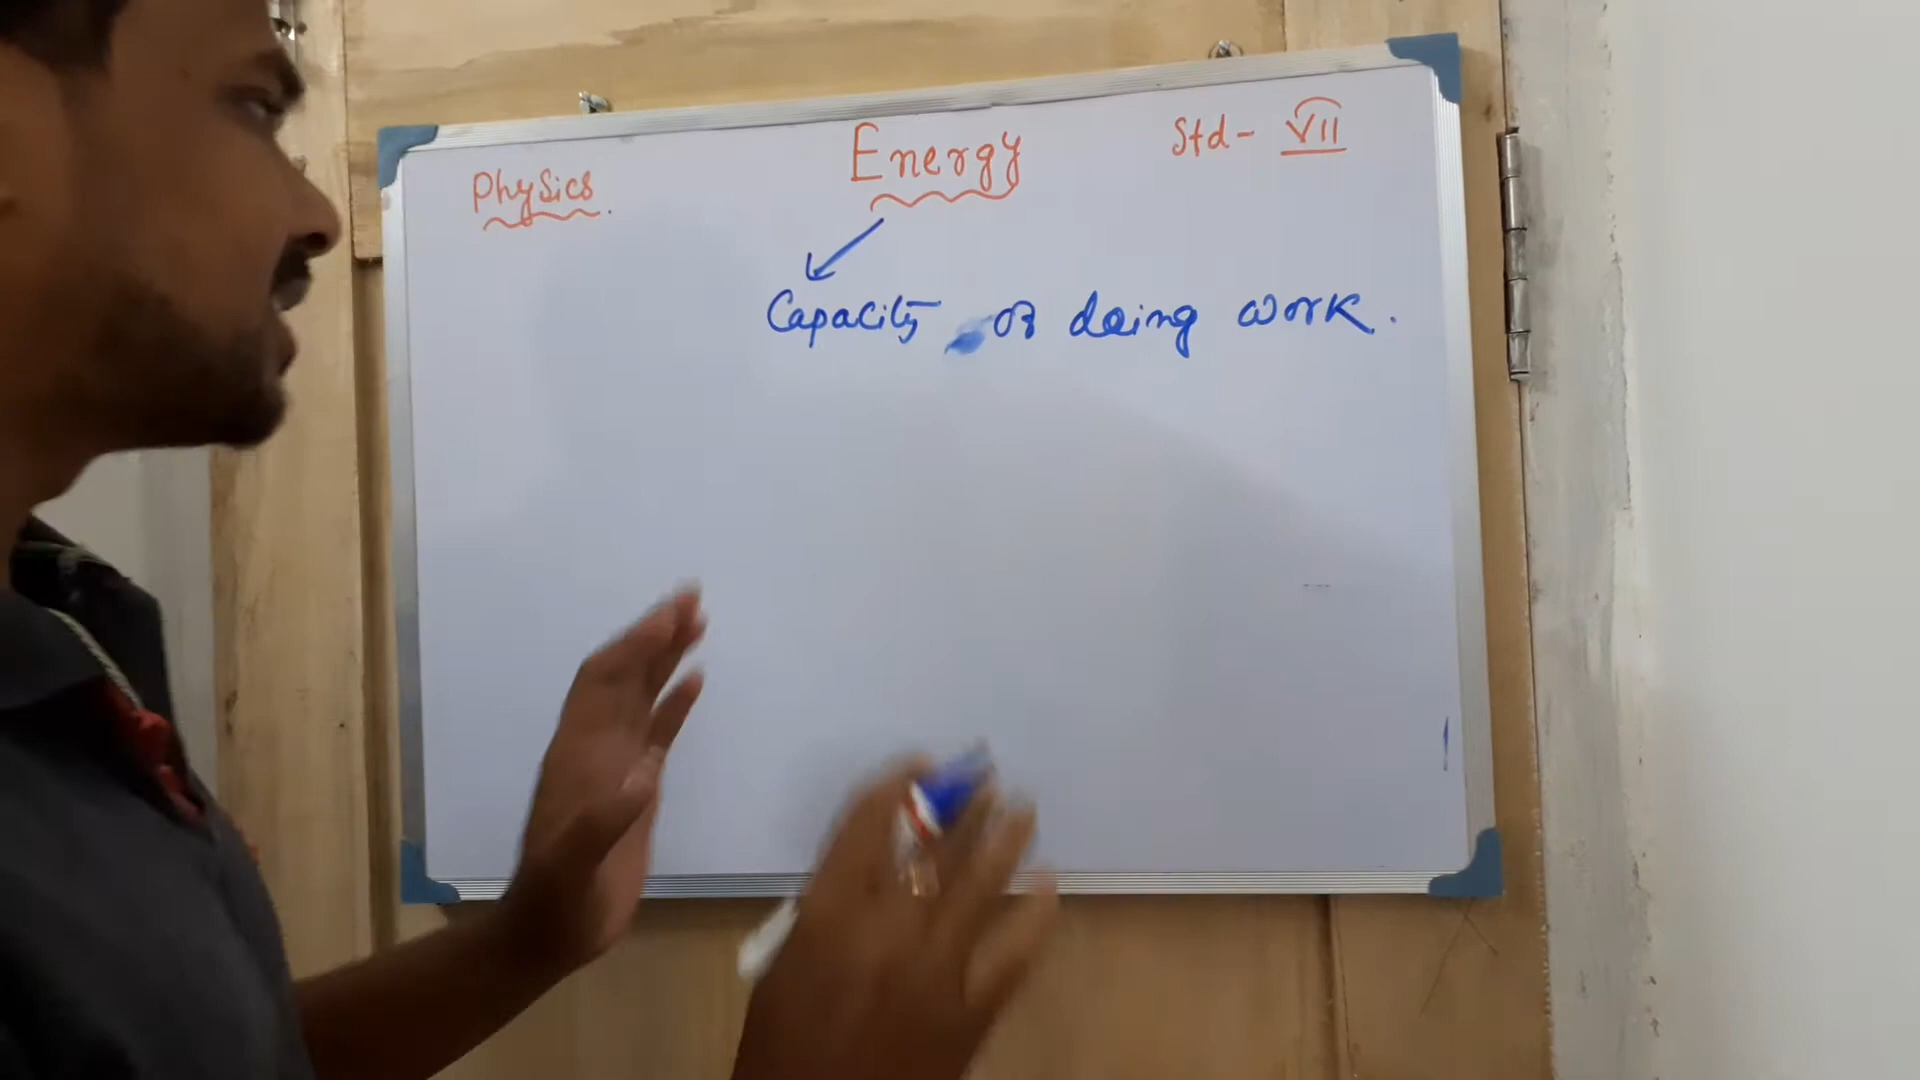 Physics.
Energy
Std - VII
Capacity of doing work.